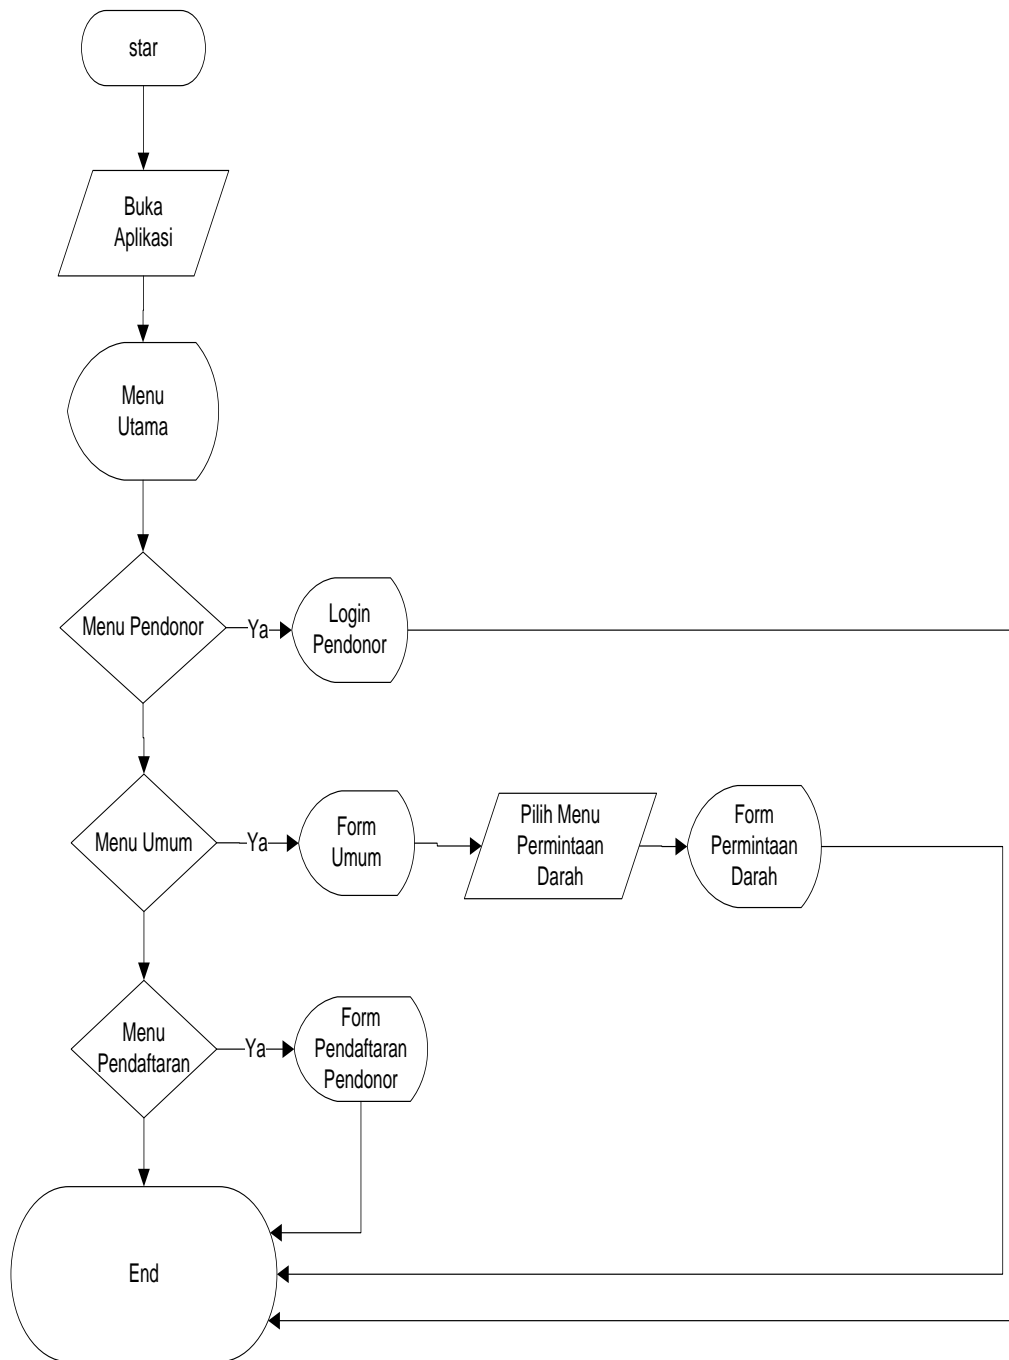 star
Buka
Aplikasi
Menu
Utama
Menu Pendonor
Ya
Login
Pendonor
Menu Umum
Ya
Form
Umum
Pilih Menu
Permintaan
Darah
Form
Permintaan
Darah
Menu
Pendaftaran
Ya
Form
Pendaftaran
Pendonor
End